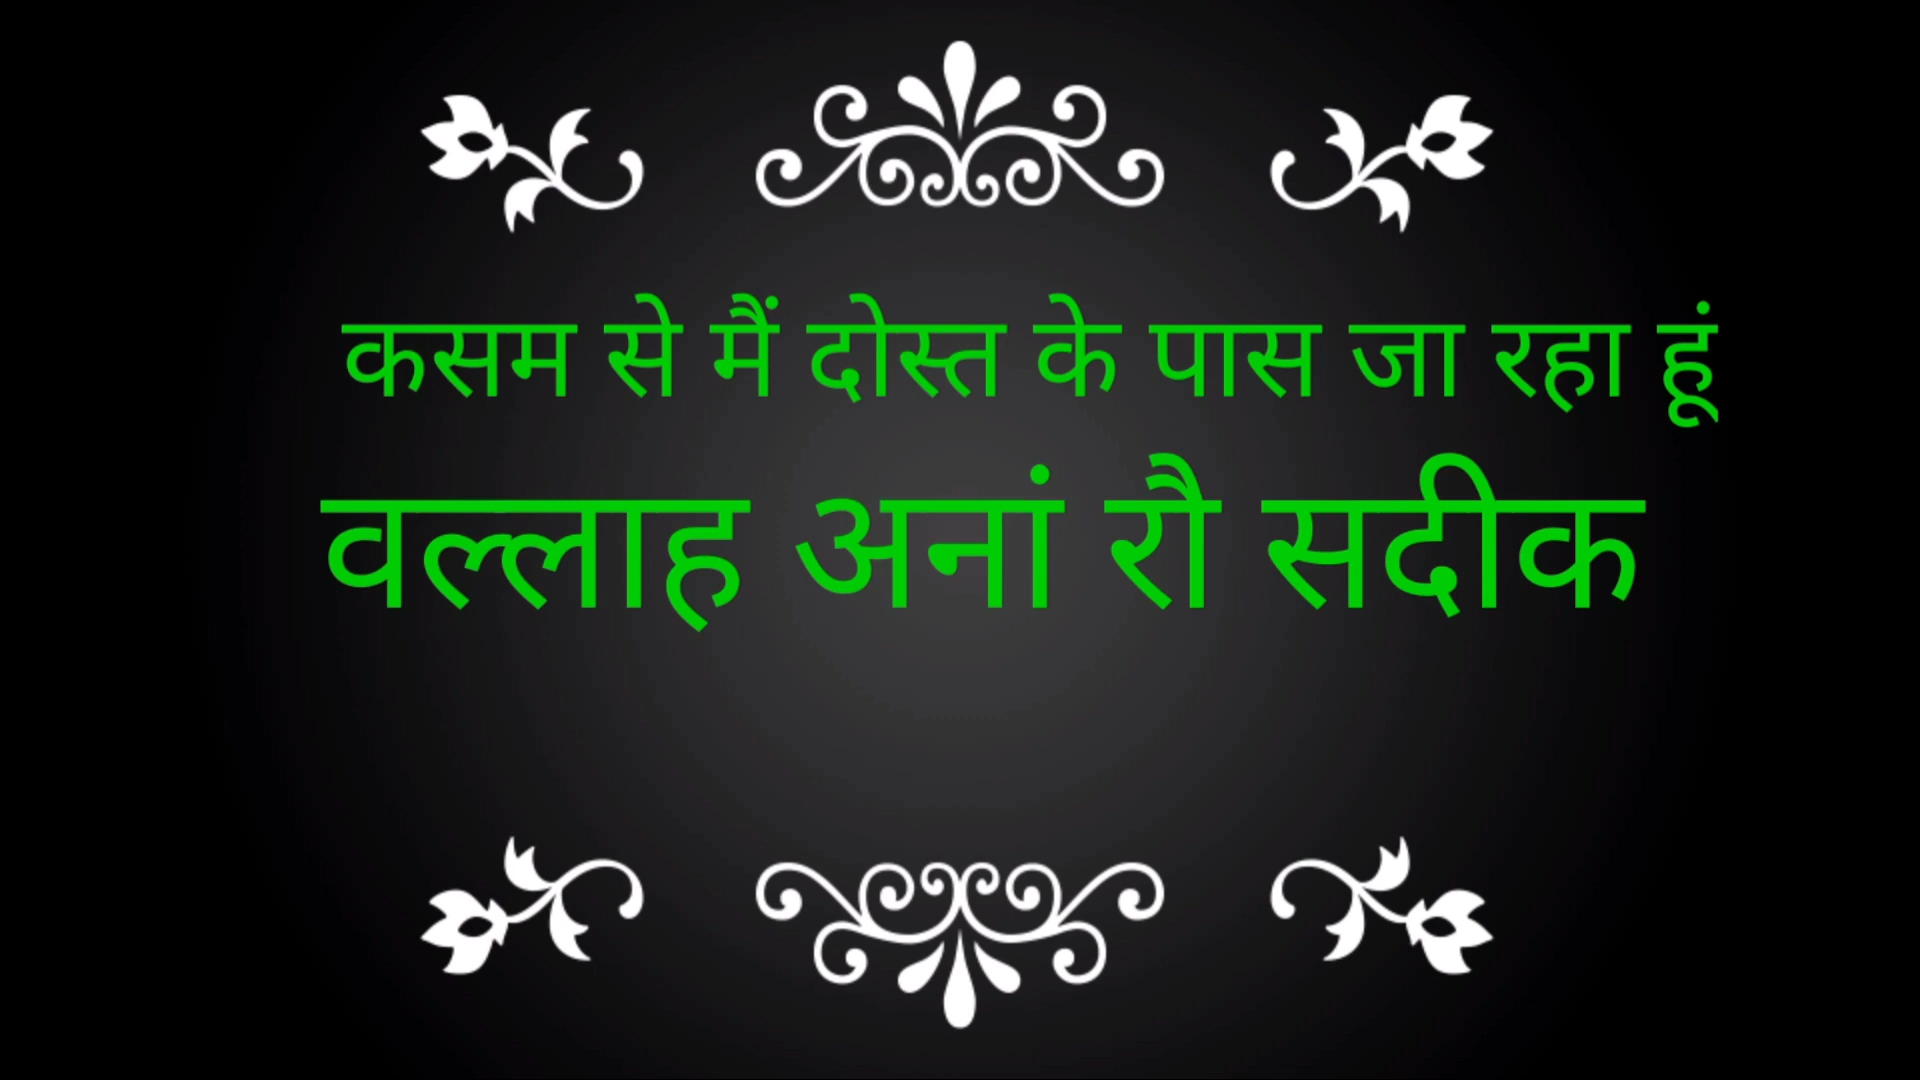 कसम से मैं दोस्त के पास जा रहा हूं
वल्लाह अनां रौ सदीक